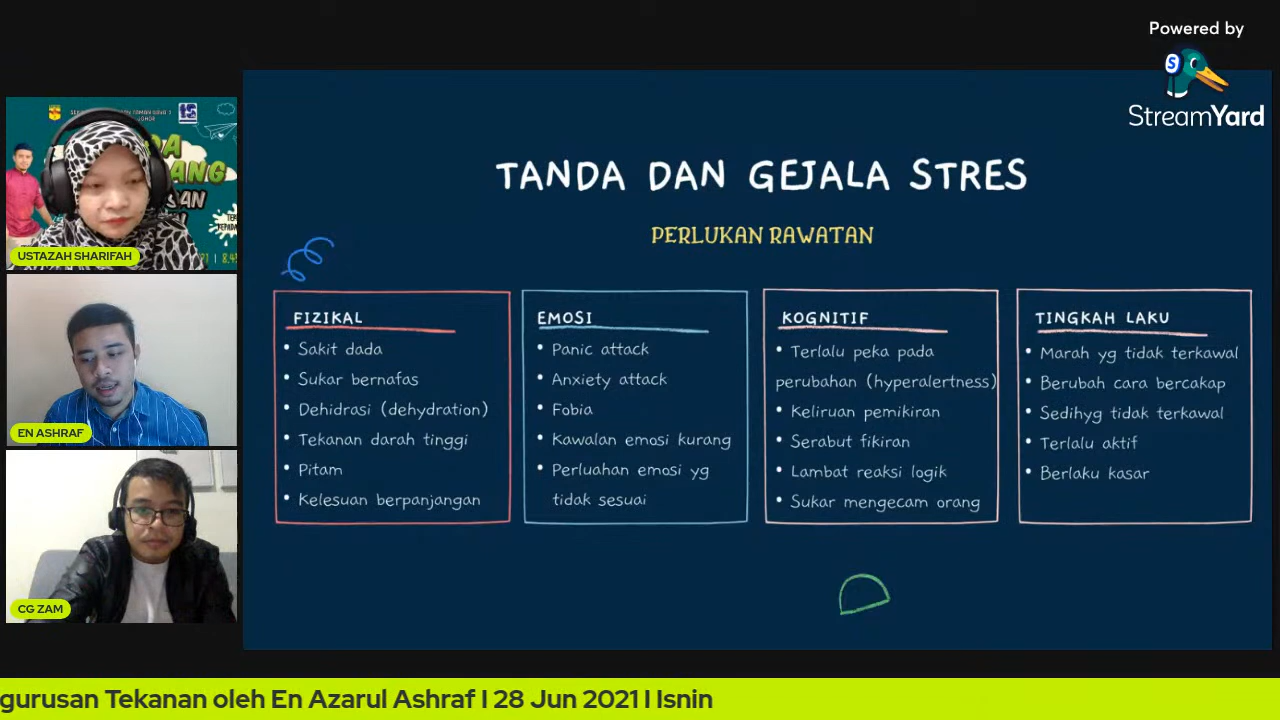 Powered by
StreamYard
TANDA DAN GEJALA STRES
PERLUKAN RAWATAN
FIZIKAL
• Sakit dada
• Sukar bernafas
• Dehidrasi (dehydration)
• Tekanan darah tinggi
• Pitam
• Kelesuan berpanjangan
EMOSI
• Panic attack
• Anxiety attack
• Fobia
• Kawalan emosi kurang
• Perluahan emosi yg
tidak sesuai
KOGNITIF
• Terlalu peka pada
perubahan (hyperalertness)
• Keliruan pemikiran
• Serabut fikiran
• Lambat reaksi logik
• Sukar mengecam orang
TINGKAH LAKU
• Marah yg tidak terkawal
• Berubah cara bercakap
• Sedihyg tidak terkawal
• Terlalu aktif
• Berlaku kasar
USTAZAH SHARIFAH
EN ASHRAF
CG ZAM
gurusan Tekanan oleh En Azarul Ashraf I 28 Jun 2021 I Isnin